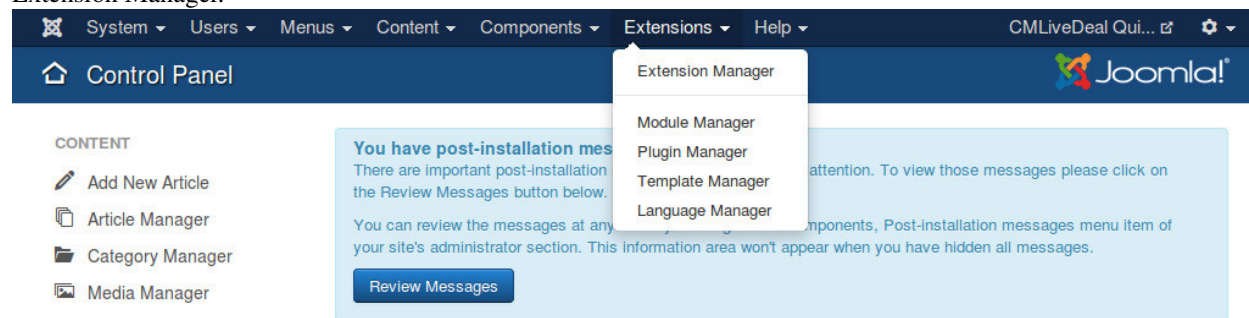 Extension Manager.
System Users Menus Content Components Extensions Help CMLiveDeal Qui...
Control Panel
Joomla!
Extension Manager
Module Manager
Plugin Manager
Template Manager
Language Manager
CONTENT
Add New Article
Article Manager
Category Manager
Media Manager
You have post-installation mes
There are important post-installation attention. To view those messages please click on
the Review Messages button below.
You can review the messages at any mponents, Post-installation messages menu item of
your site's administrator section. This information area won't appear when you have hidden all messages.
Review Messages